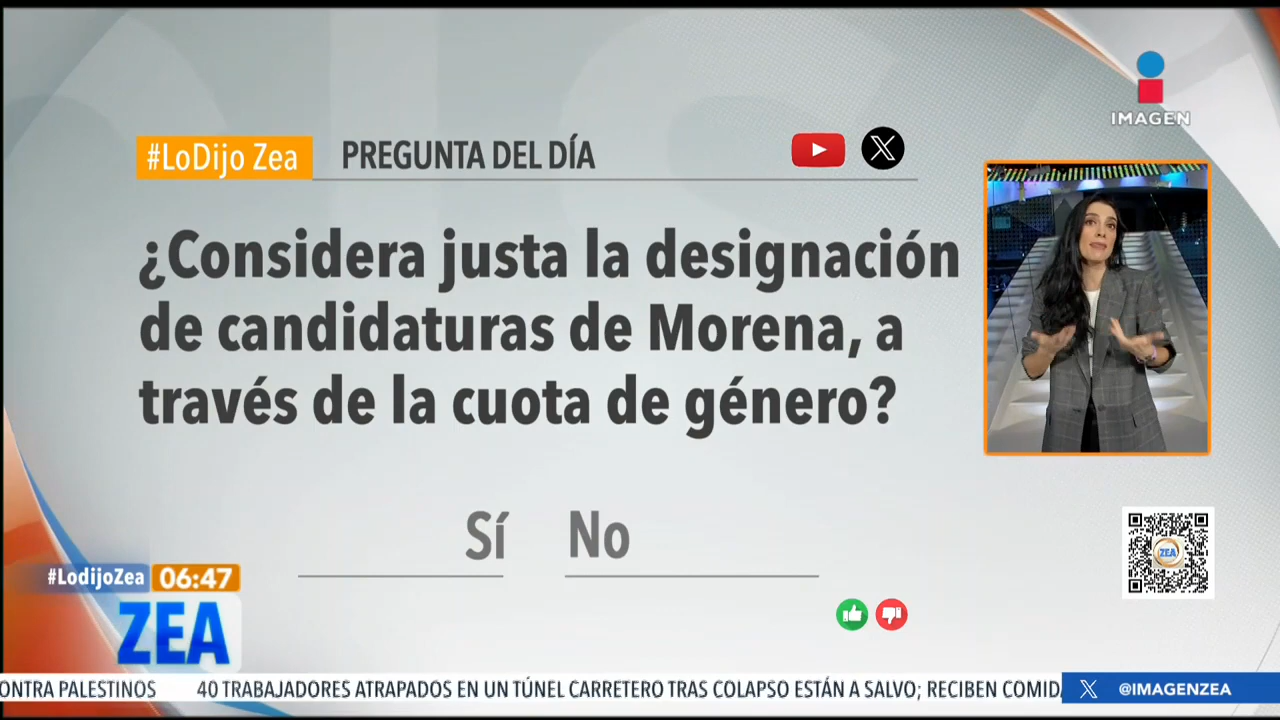 IMAGEN
#LoDijo Zea
PREGUNTA DEL DÍA
¿Considera justa la designación
de candidaturas de Morena, a
través de la cuota de género?
Sí No
ZEA
#LodijoZea 06:47
ZEA
ONTRA PALESTINOS 40 TRABAJADORES ATRAPADOS EN UN TÚNEL CARRETERO TRAS COLAPSO ESTÁN A SALVO; RECIBEN COMIDA
@IMAGENZEA